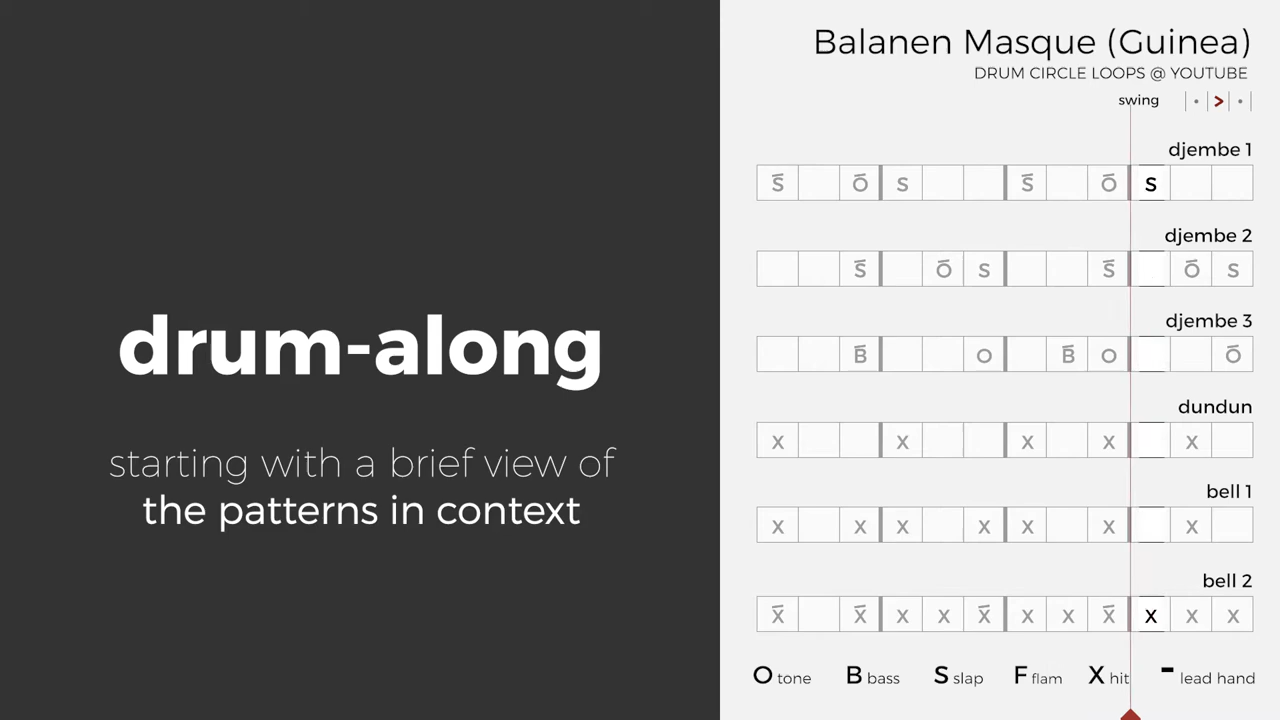 drum-along
starting with a brief view of
the patterns in context
Balanen Masque (Guinea)
DRUM CIRCLE LOOPS @ YOUTUBE
swing | • | > | • |
djembe 1
S̄ Ō S S̄ Ō S
djembe 2
S̄ Ō S S̄ Ō S
djembe 3
B̄ O B̄ O Ō
dundun
x x x x x
bell 1
x x x x x x x
bell 2
x̄ x̄ x x x̄ x x x̄ x x x
O tone B bass S slap F flam X hit - lead hand